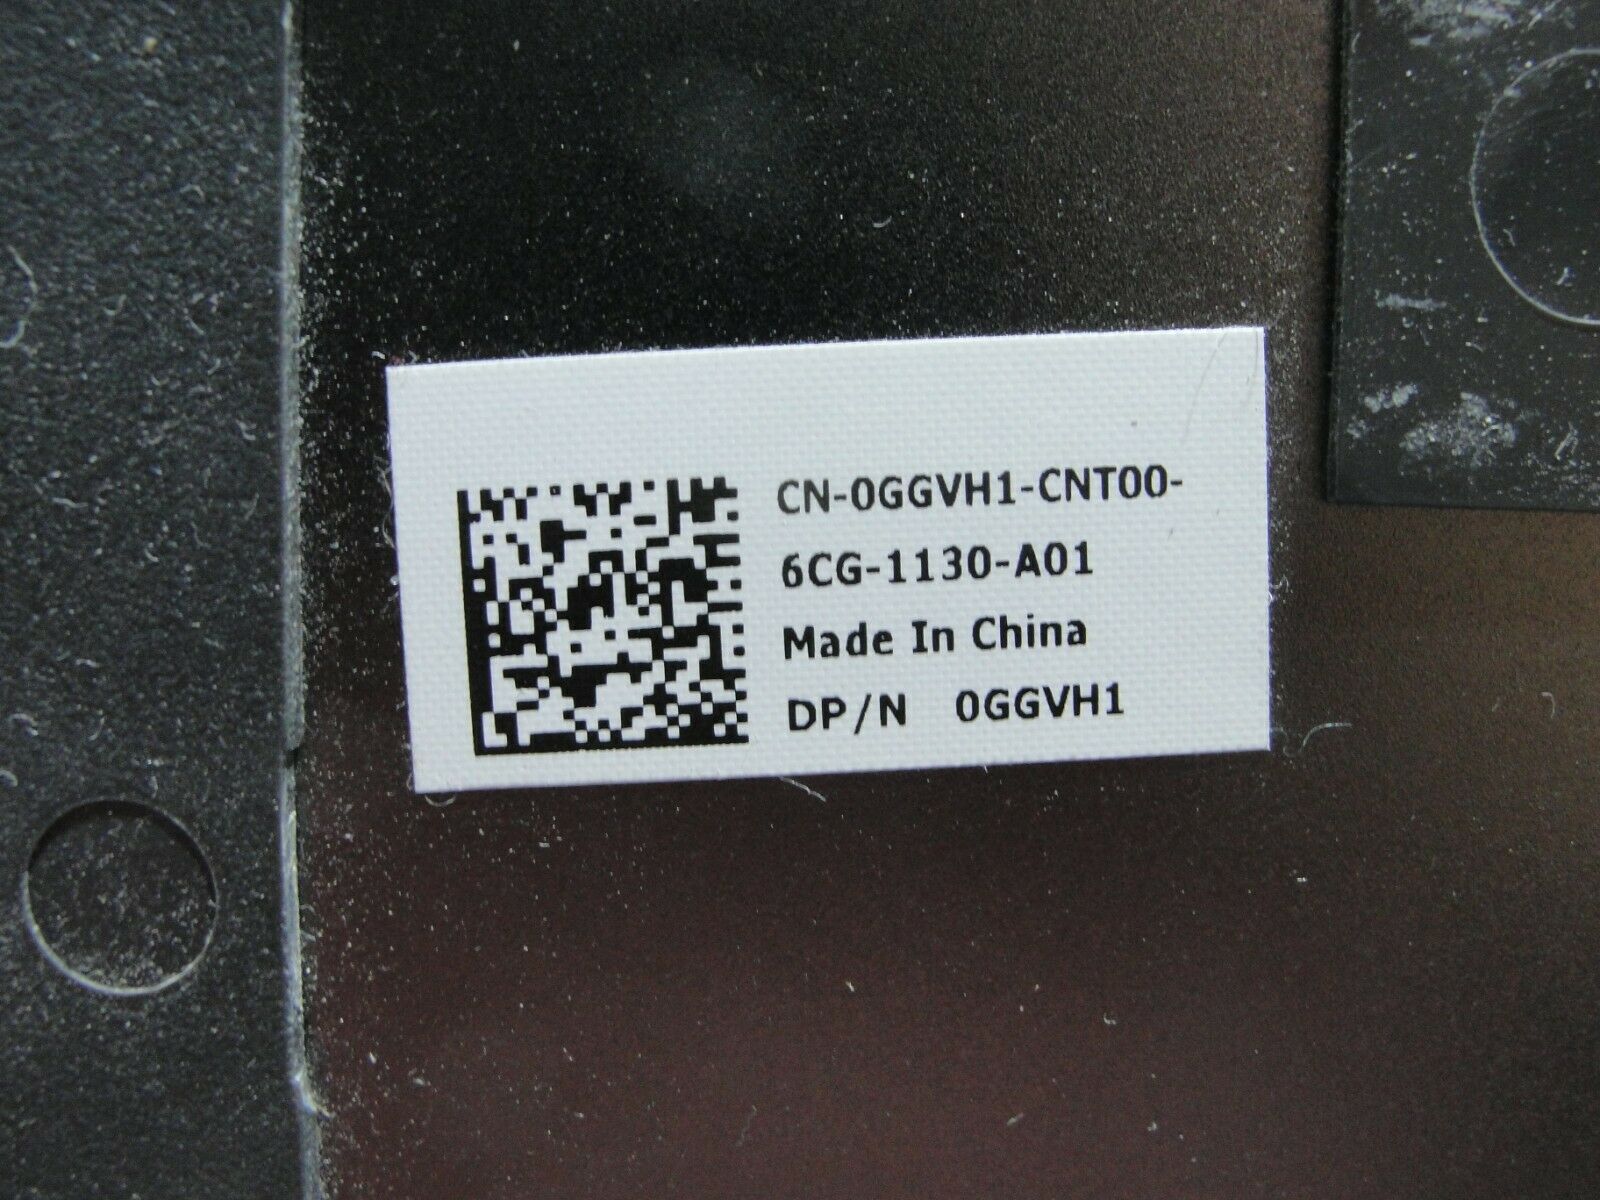 CN-0GGVH1-CNT00-
6CG-1130-A01
Made In China
DP/N 0GGVH1